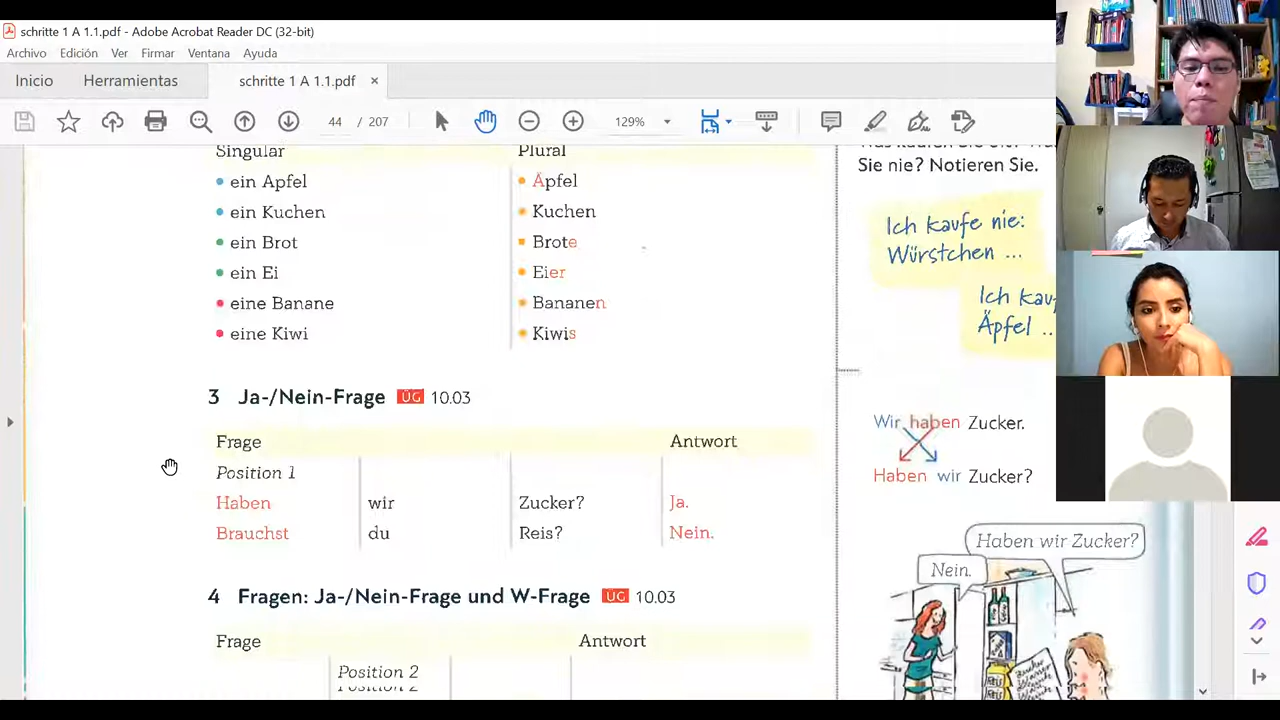 schritte 1 A 1.1.pdf - Adobe Acrobat Reader DC (32-bit)
Archivo Edición Ver Firmar Ventana Ayuda
Inicio Herramientas schritte 1 A 1.1.pdf ×
44 / 207 129%
Singular Plural
ein Apfel Äpfel
ein Kuchen Kuchen
ein Brot Brote
ein Ei Eier
eine Banane Bananen
eine Kiwi Kiwis
3 Ja-/Nein-Frage ÜG 10.03
Frage Antwort
Position 1
Haben wir Zucker? Ja.
Brauchst du Reis? Nein.
4 Fragen: Ja-/Nein-Frage und W-Frage ÜG 10.03
Frage Antwort
Position 2
Sie nie? Notieren Sie.
Ich kaufe nie:
Würstchen ...
Ich
Äpfel ..
Wir haben Zucker.
Haben wir Zucker?
Haben wir Zucker?
Nein.
Zucker